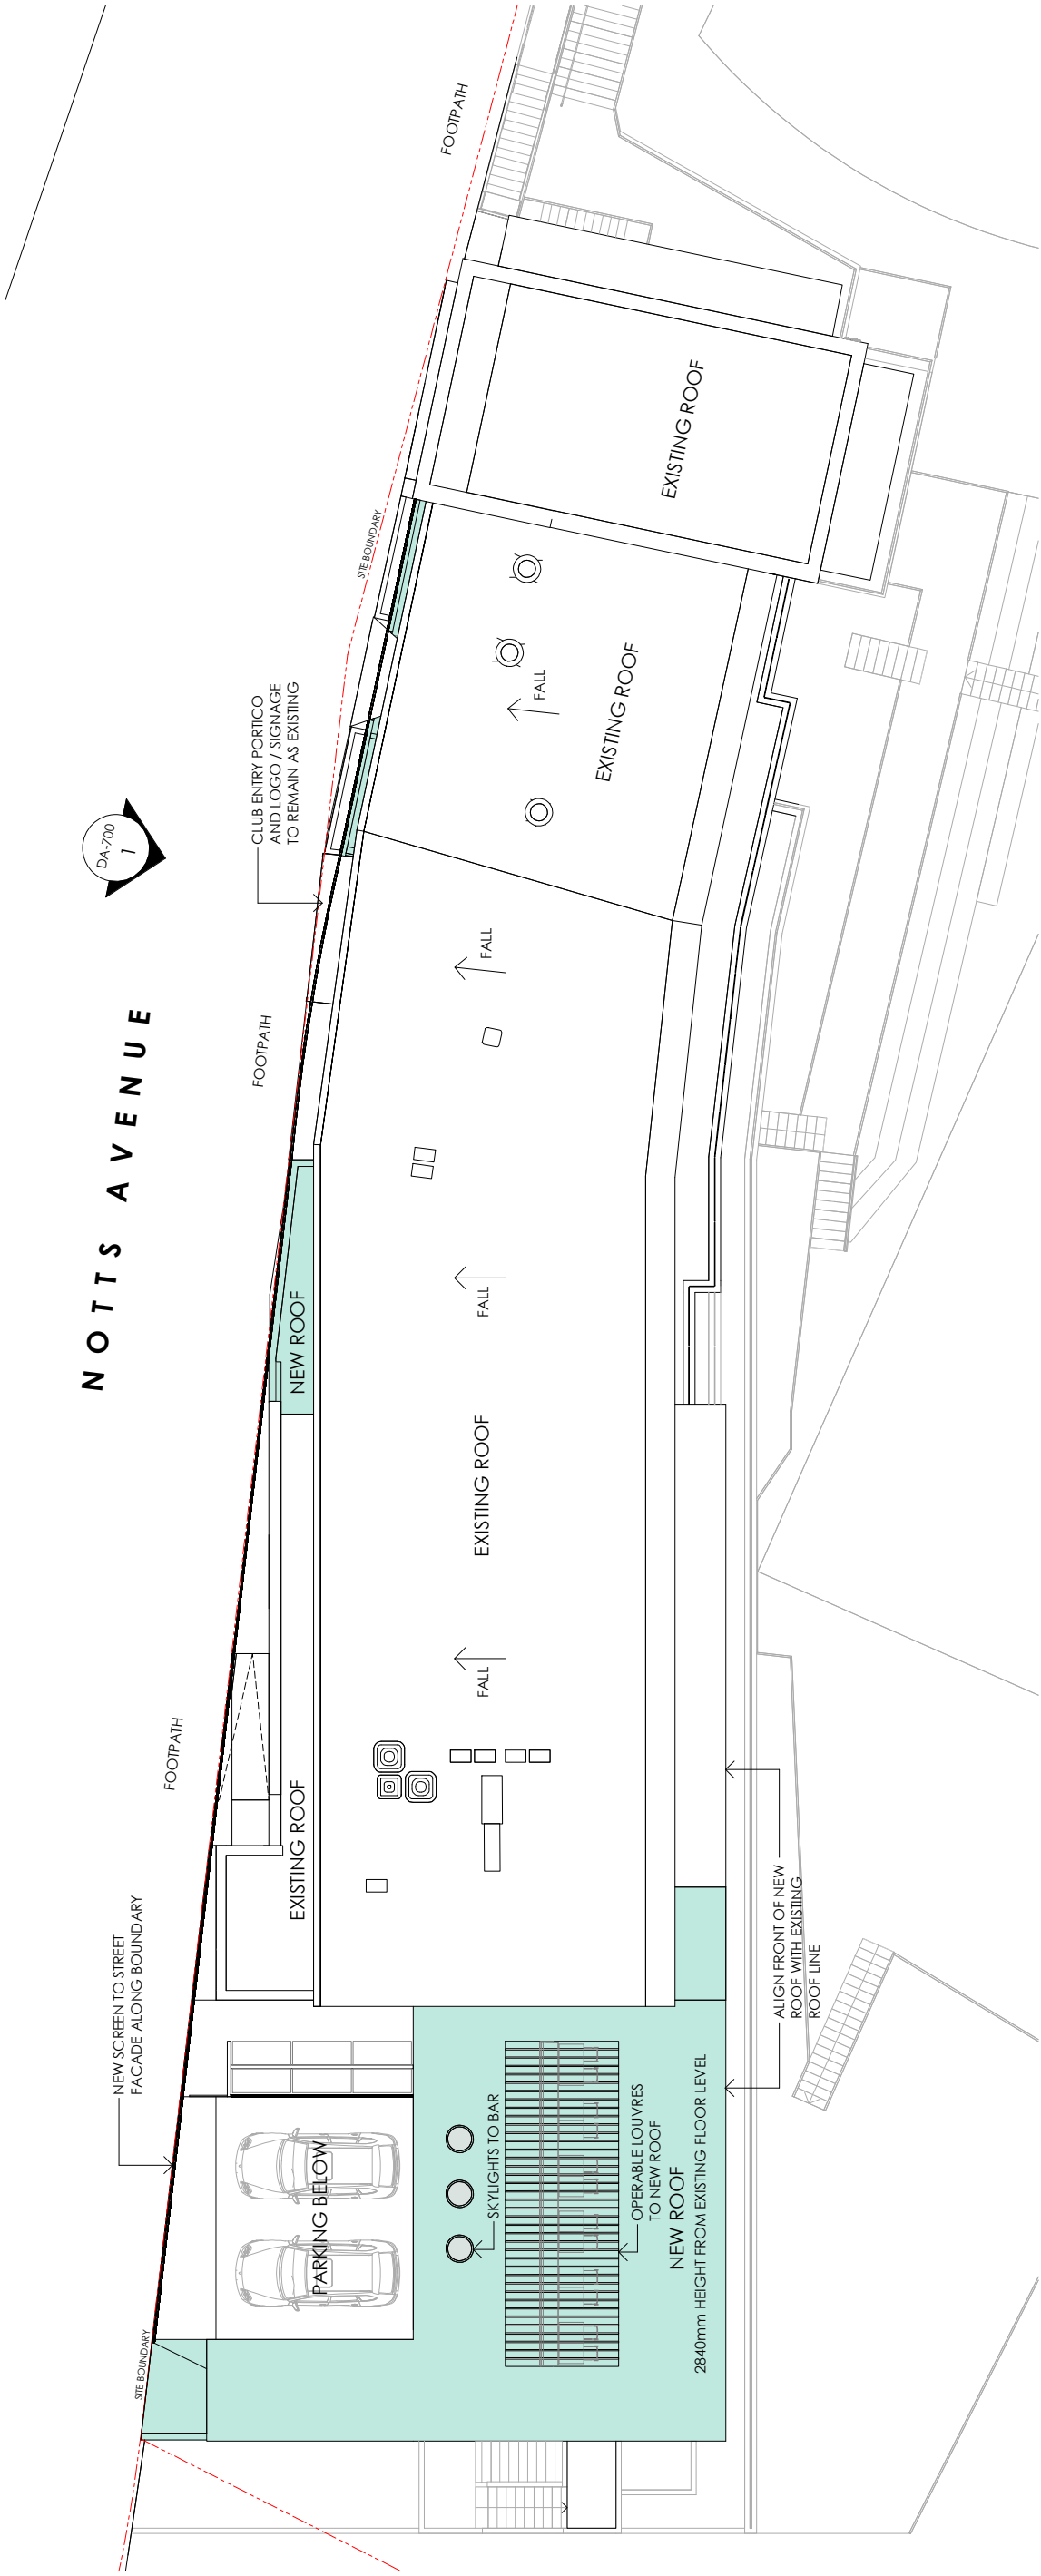 NOTTS AVENUE
DA-700
1
NEW SCREEN TO STREET
FACADE ALONG BOUNDARY
FOOTPATH
FOOTPATH
CLUB ENTRY PORTICO
AND LOGO / SIGNAGE
TO REMAIN AS EXISTING
SITE BOUNDARY
FOOTPATH
SITE BOUNDARY
PARKING BELOW
EXISTING ROOF
NEW ROOF
SKYLIGHTS TO BAR
FALL
EXISTING ROOF
FALL
FALL
FALL
EXISTING ROOF
EXISTING ROOF
OPERABLE LOUVRES
TO NEW ROOF
NEW ROOF
2840mm HEIGHT FROM EXISTING FLOOR LEVEL
ALIGN FRONT OF NEW
ROOF WITH EXISTING
ROOF LINE